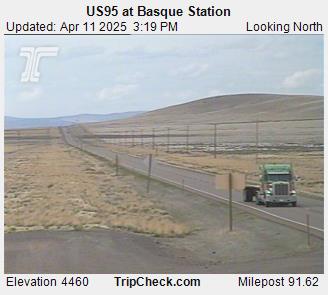 US95 at Basque Station
Updated: Apr 11 2025 3:19 PM Looking North
Elevation 4460 TripCheck.com Milepost 91.62